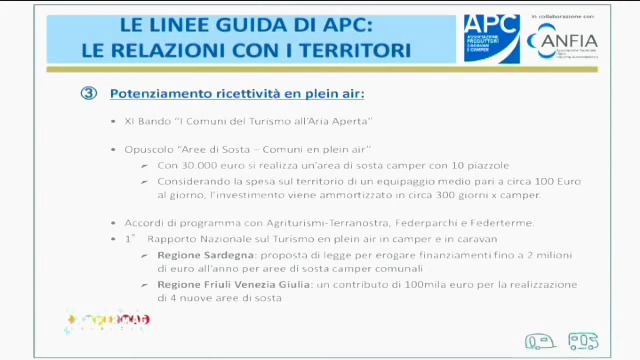 LE LINEE GUIDA DI APC:
LE RELAZIONI CON I TERRITORI
APC
ASSOCIAZIONE
PRODUTTORI
CARAVAN
E CAMPER
In collaborazione con
ANFIA
③ Potenziamento ricettività en plein air:
• XI Bando “I Comuni del Turismo all’Aria Aperta”
• Opuscolo “Aree di Sosta – Comuni en plein air”
➢ Con 30.000 euro si realizza un’area di sosta camper con 10 piazzole
➢ Considerando la spesa sul territorio di un equipaggio medio pari a circa 100 Euro
al giorno, l’investimento viene ammortizzato in circa 300 giorni x camper.
• Accordi di programma con Agriturismi-Terranostra, Federparchi e Federterme.
• 1° Rapporto Nazionale sul Turismo en plein air in camper e in caravan
➢ Regione Sardegna: proposta di legge per erogare finanziamenti fino a 2 milioni
di euro all’anno per aree di sosta camper comunali
➢ Regione Friuli Venezia Giulia: un contributo di 100mila euro per la realizzazione
di 4 nuove aree di sosta